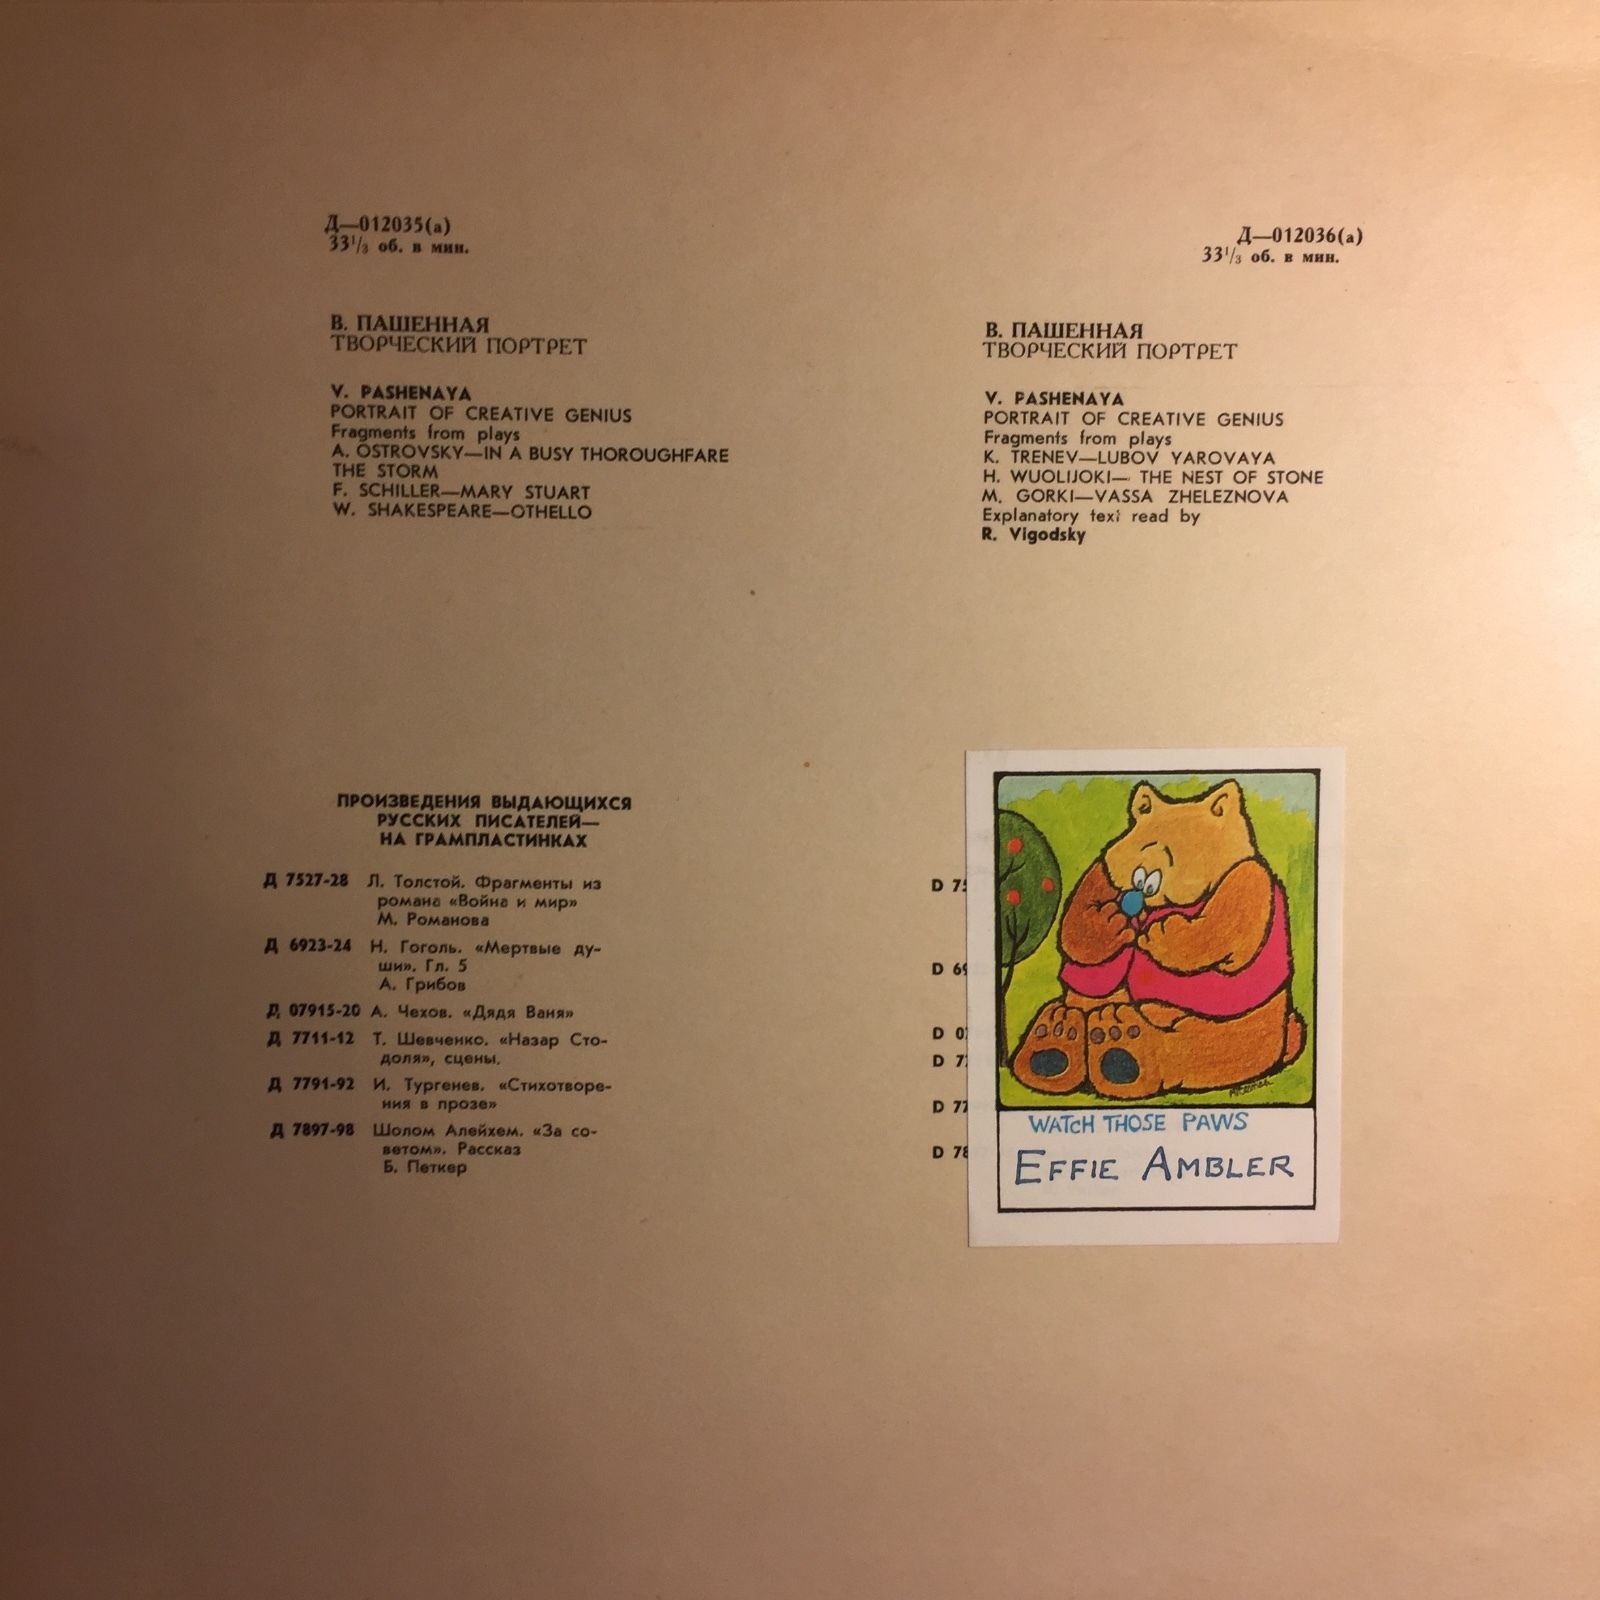 Д—012035(а)
33¹/₃ об. в мин.
В. ПАШЕННАЯ
ТВОРЧЕСКИЙ ПОРТРЕТ
V. PASHENAYA
PORTRAIT OF CREATIVE GENIUS
Fragments from plays
A. OSTROVSKY—IN A BUSY THOROUGHFARE
THE STORM
F. SCHILLER—MARY STUART
W. SHAKESPEARE—OTHELLO
Д—012036(а)
33¹/₃ об. в мин.
В. ПАШЕННАЯ
ТВОРЧЕСКИЙ ПОРТРЕТ
V. PASHENAYA
PORTRAIT OF CREATIVE GENIUS
Fragments from plays
K. TRENEV—LUBOV YAROVAYA
H. WUOLIJOKI— THE NEST OF STONE
M. GORKI—VASSA ZHELEZNOVA
Explanatory text read by
R. Vigodsky
ПРОИЗВЕДЕНИЯ ВЫДАЮЩИХСЯ
РУССКИХ ПИСАТЕЛЕЙ—
НА ГРАМПЛАСТИНКАХ
Д 7527-28 Л. Толстой. Фрагменты из
романа «Война и мир»
М. Романова
Д 6923-24 Н. Гоголь. «Мертвые ду-
ши». Гл. 5
А. Грибов
Д 07915-20 А. Чехов. «Дядя Ваня»
Д 7711-12 Т. Шевченко. «Назар Сто-
доля», сцены.
Д 7791-92 И. Тургенев. «Стихотворе-
ния в прозе»
Д 7897-98 Шолом Алейхем. «За со-
ветом». Рассказ
Б. Петкер
D 75
D 69
D 0
D 7
D 77
D 78
WATCH THOSE PAWS
EFFIE AMBLER